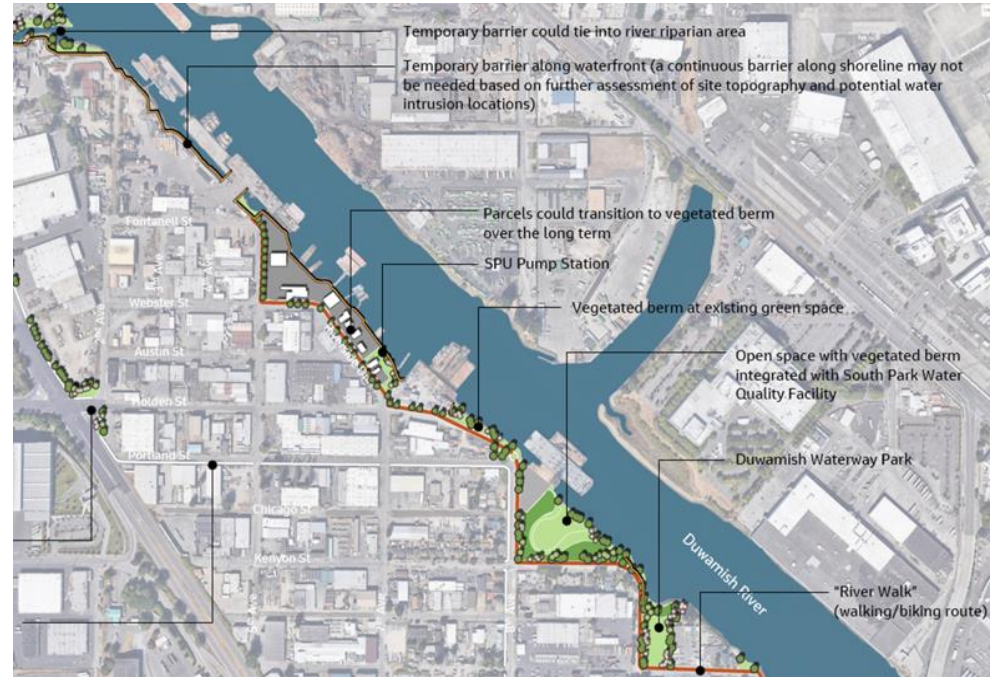 Temporary barrier could tie into river riparian area
Temporary barrier along waterfront (a continuous barrier along shoreline may not
be needed based on further assessment of site topography and potential water
intrusion locations)
Fontanell St
Parcels could transition to vegetated berm
over the long term
SPU Pump Station
Webster St
Vegetated berm at existing green space
Austin St
Open space with vegetated berm
integrated with South Park Water
Quality Facility
Holden St
Portland St
Duwamish Waterway Park
Chicago St
Kenyon St
Duwamish River
"River Walk"
(walking/biking route)